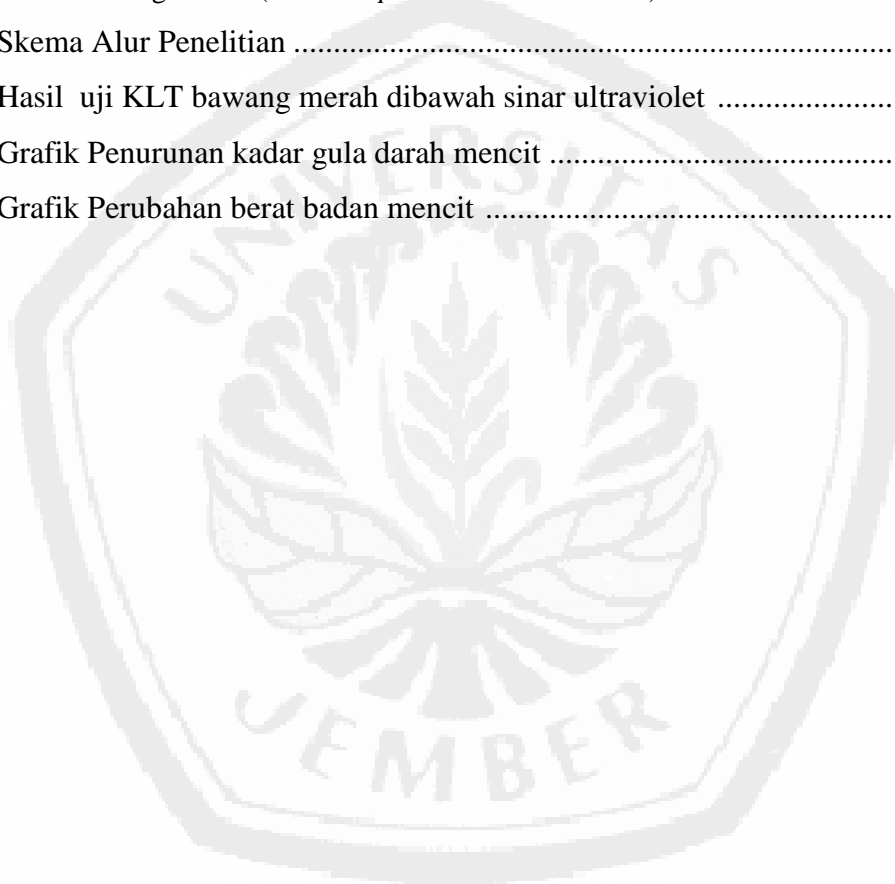 Skema Alur Penelitian ...............................................................................
Hasil uji KLT bawang merah dibawah sinar ultraviolet .......................
Grafik Penurunan kadar gula darah mencit .............................................
Grafik Perubahan berat badan mencit .....................................................
UNIVERSITAS
JEMBER